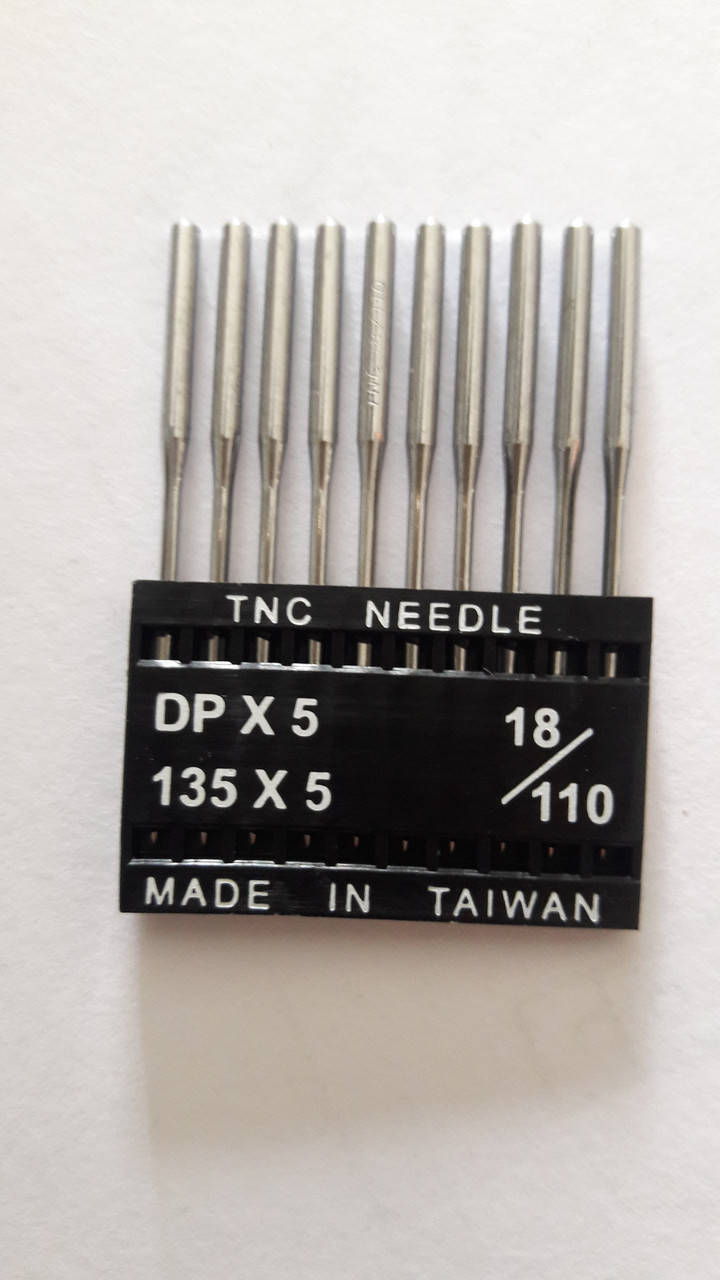 TNC NEEDLE
DP X 5
135 X 5
18/110
MADE IN TAIWAN